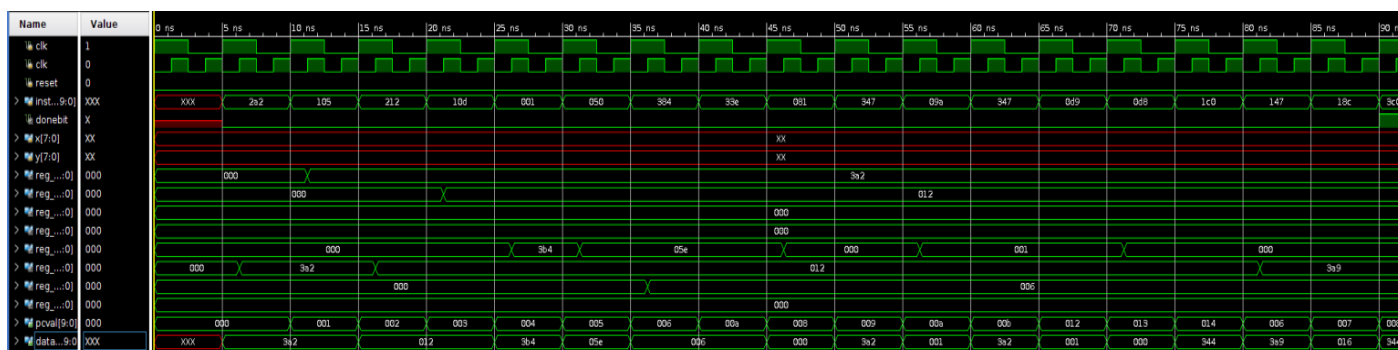 Name Value 0 ns 5 ns 10 ns 15 ns 20 ns 25 ns 30 ns 35 ns 40 ns 45 ns 50 ns 55 ns 60 ns 65 ns 70 ns 75 ns 80 ns 85 ns 90 n
clk 1
clk 0
reset 0
inst...9:0] XXX XXX 2a2 105 212 10d 001 050 384 33e 081 347 09a 347 0d9 0d8 1c0 147 18c 3c0
donebit X
x[7:0] XX XX
y[7:0] XX XX
reg_...:0] 000 000 3a2
reg_...:0] 000 000 012
reg_...:0] 000 000
reg_...:0] 000 000
reg_...:0] 000 000 3b4 05e 000 001 000
reg_...:0] 000 000 3a2 012 3a9
reg_...:0] 000 000 006
reg_...:0] 000 000
pcval[9:0] 000 000 001 002 003 004 005 006 00a 008 009 00a 00b 012 013 014 006 007
data...9:0 XXX XXX 3a2 012 3b4 05e 006 000 3a2 001 3a2 001 000 344 3a9 016